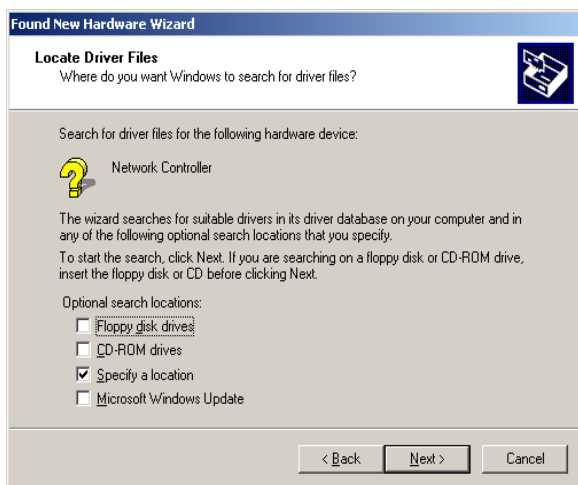 Found New Hardware Wizard
Locate Driver Files
Where do you want Windows to search for driver files?
Search for driver files for the following hardware device:
Network Controller
The wizard searches for suitable drivers in its driver database on your computer and in
any of the following optional search locations that you specify.
To start the search, click Next. If you are searching on a floppy disk or CD-ROM drive,
insert the floppy disk or CD before clicking Next.
Optional search locations:
Floppy disk drives
CD-ROM drives
Specify a location
Microsoft Windows Update
< Back
Next >
Cancel